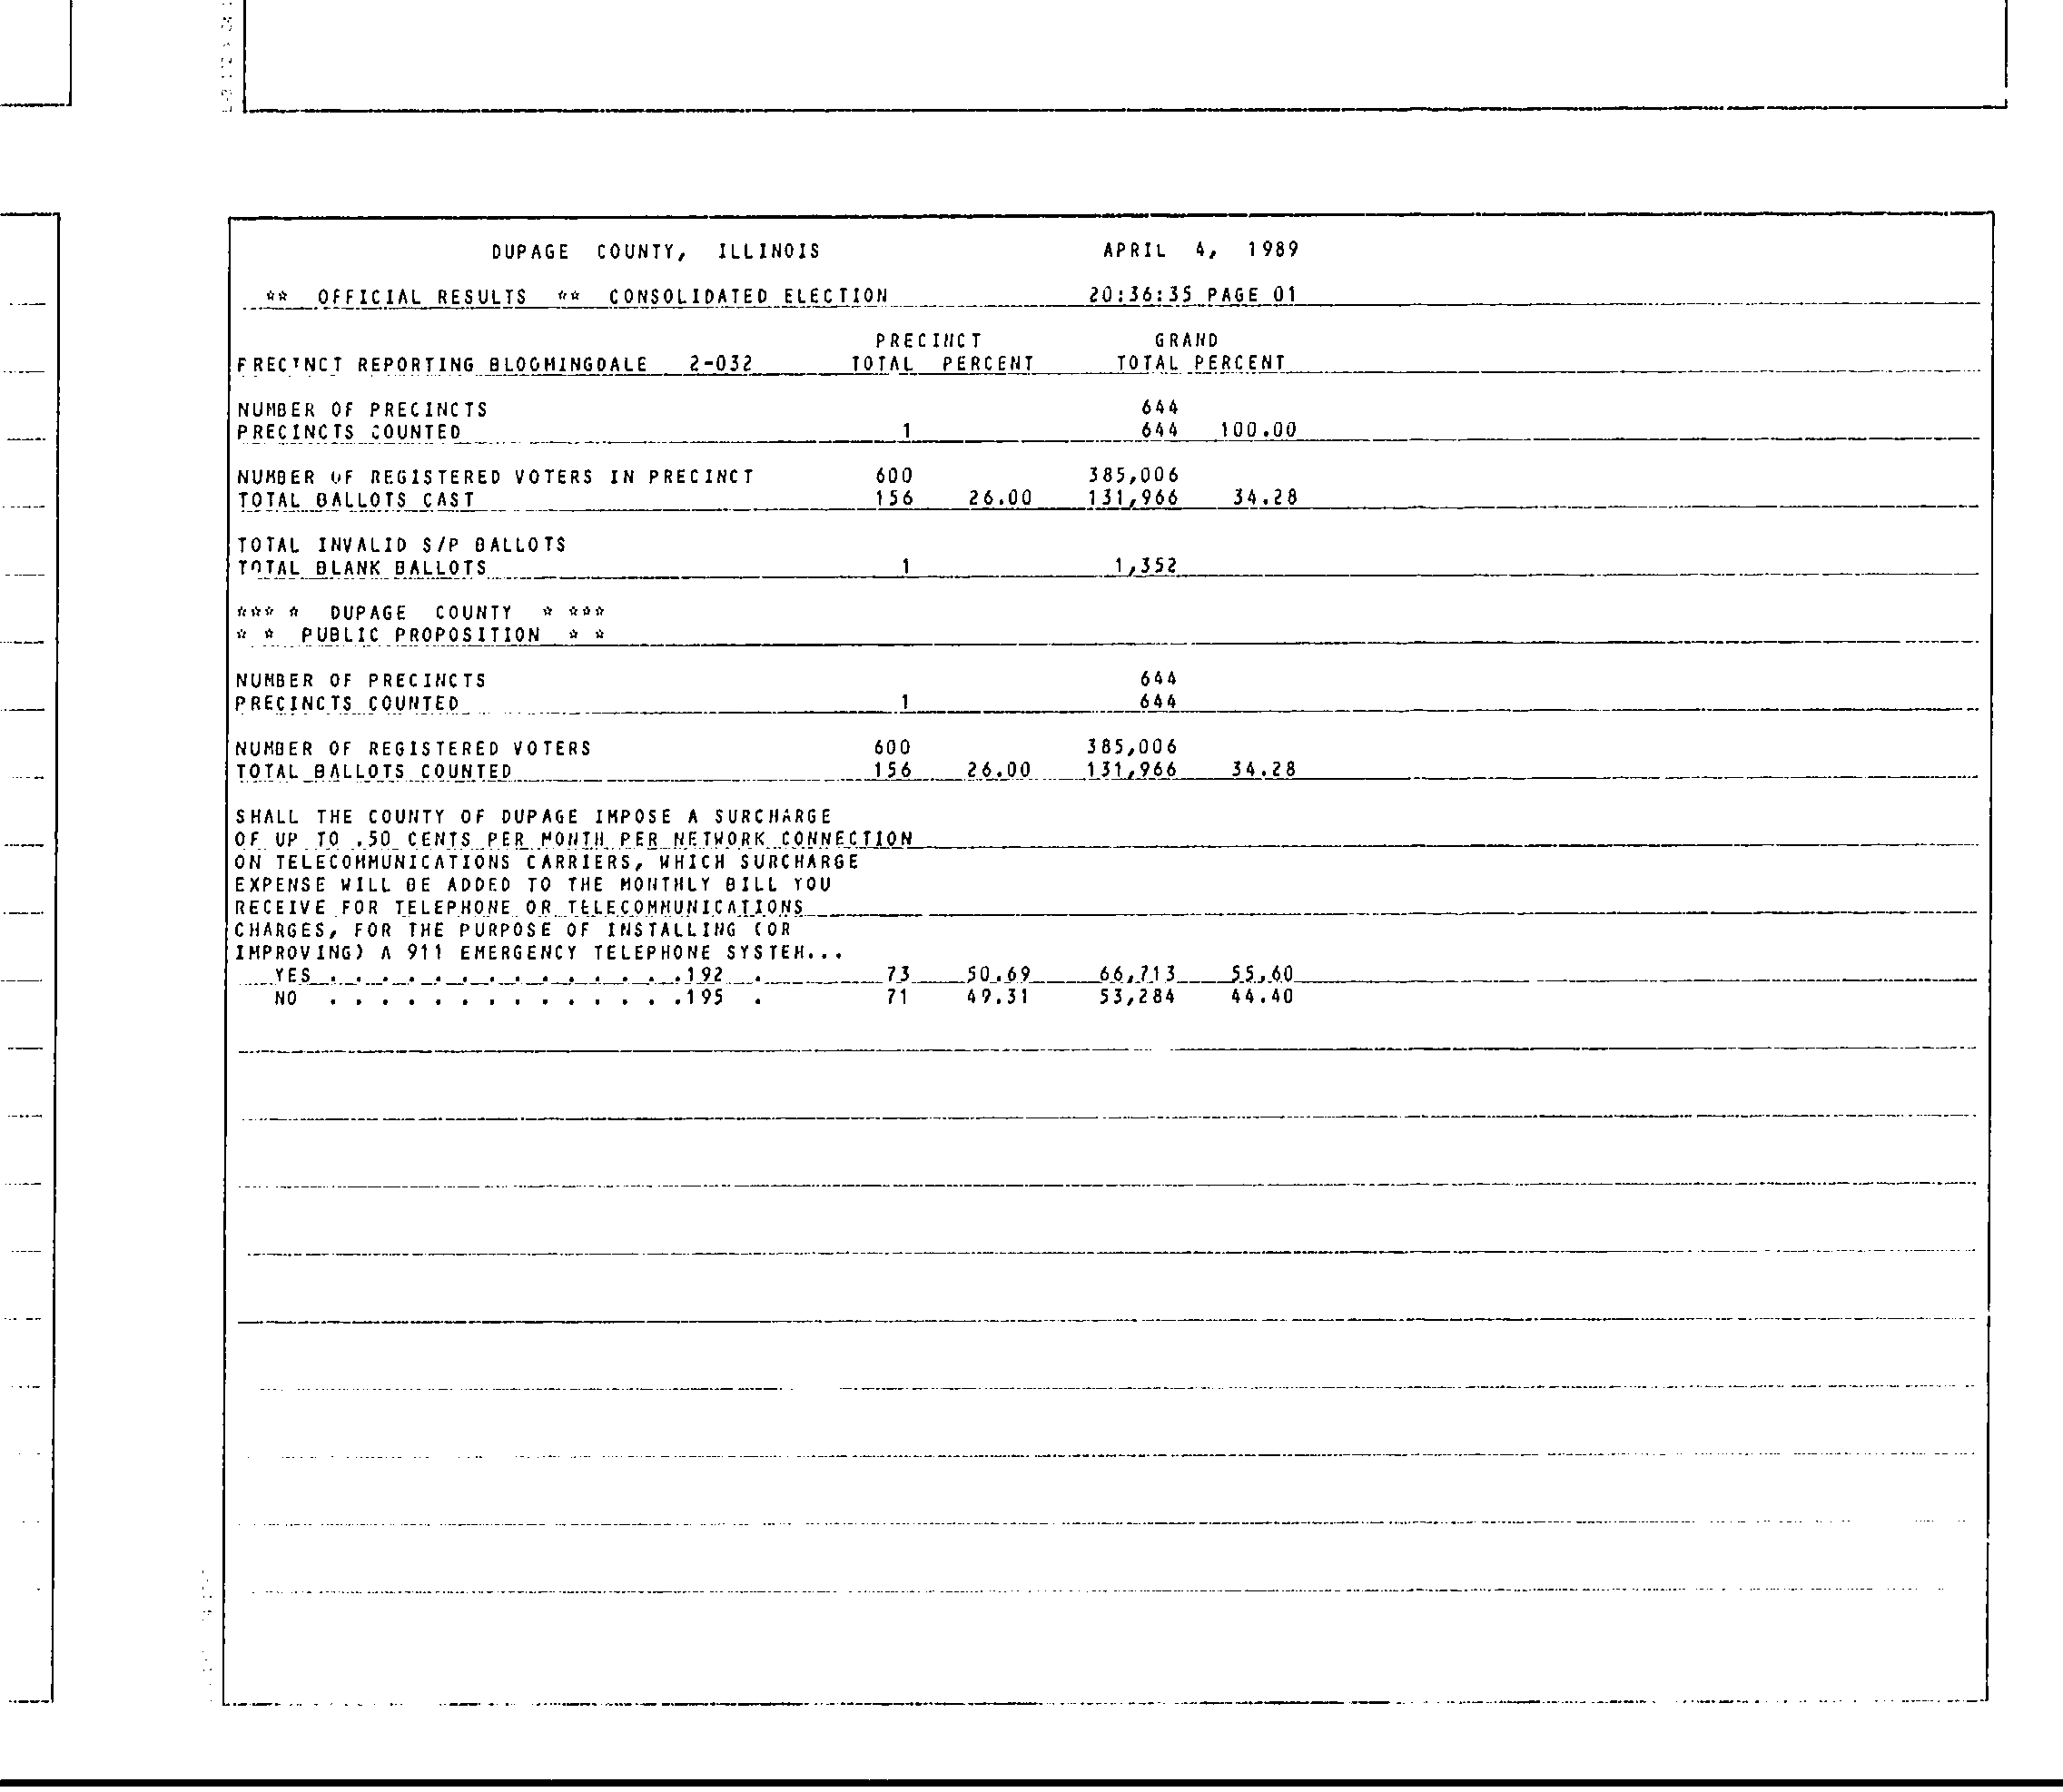 DUPAGE COUNTY, ILLINOIS APRIL 4, 1989
** OFFICIAL RESULTS ** CONSOLIDATED ELECTION 20:36:35 PAGE 01
PRECINCT GRAND
PRECINCT REPORTING BLOOMINGDALE 2-032 TOTAL PERCENT TOTAL PERCENT
NUMBER OF PRECINCTS 644
PRECINCTS COUNTED 1 644 100.00
NUMBER OF REGISTERED VOTERS IN PRECINCT 600 385,006
TOTAL BALLOTS CAST 156 26.00 131,966 34.28
TOTAL INVALID S/P BALLOTS
TOTAL BLANK BALLOTS 1 1,352
*** * DUPAGE COUNTY * ***
* * PUBLIC PROPOSITION * *
NUMBER OF PRECINCTS 644
PRECINCTS COUNTED 1 644
NUMBER OF REGISTERED VOTERS 600 385,006
TOTAL BALLOTS COUNTED 156 26.00 131,966 34.28
SHALL THE COUNTY OF DUPAGE IMPOSE A SURCHARGE
OF UP TO .50 CENTS PER MONTH PER NETWORK CONNECTION
ON TELECOMMUNICATIONS CARRIERS, WHICH SURCHARGE
EXPENSE WILL BE ADDED TO THE MONTHLY BILL YOU
RECEIVE FOR TELEPHONE OR TELECOMMUNICATIONS
CHARGES, FOR THE PURPOSE OF INSTALLING (OR
IMPROVING) A 911 EMERGENCY TELEPHONE SYSTEM...
YES . . . . . . . . . . . . . .192 . 73 50.69 66,713 55.60
NO . . . . . . . . . . . . . .195 . 71 49.31 53,284 44.40